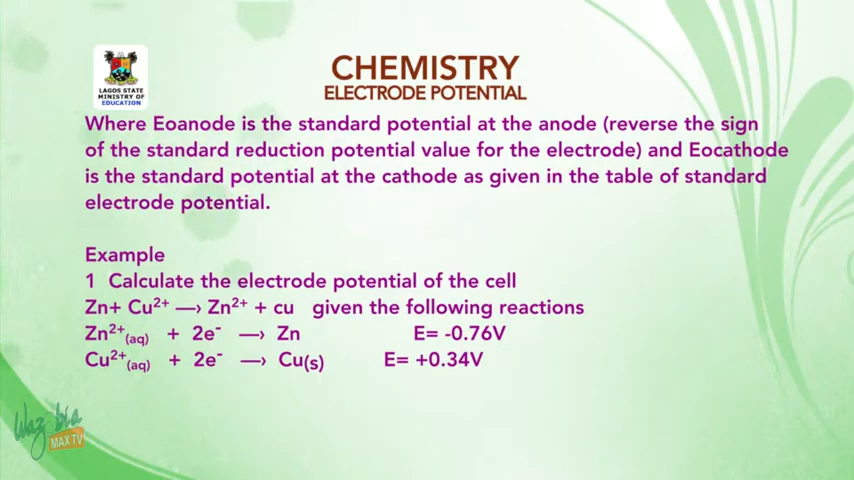 LAGOS STATE
MINISTRY OF
EDUCATION
CHEMISTRY
ELECTRODE POTENTIAL
Where Eoanode is the standard potential at the anode (reverse the sign
of the standard reduction potential value for the electrode) and Eocathode
is the standard potential at the cathode as given in the table of standard
electrode potential.
Example
1 Calculate the electrode potential of the cell
Zn+ Cu²⁺ —› Zn²⁺ + cu given the following reactions
Zn²⁺(aq) + 2e⁻ —› Zn E= -0.76V
Cu²⁺(aq) + 2e⁻ —› Cu(s) E= +0.34V
Wazobia
MAX TV